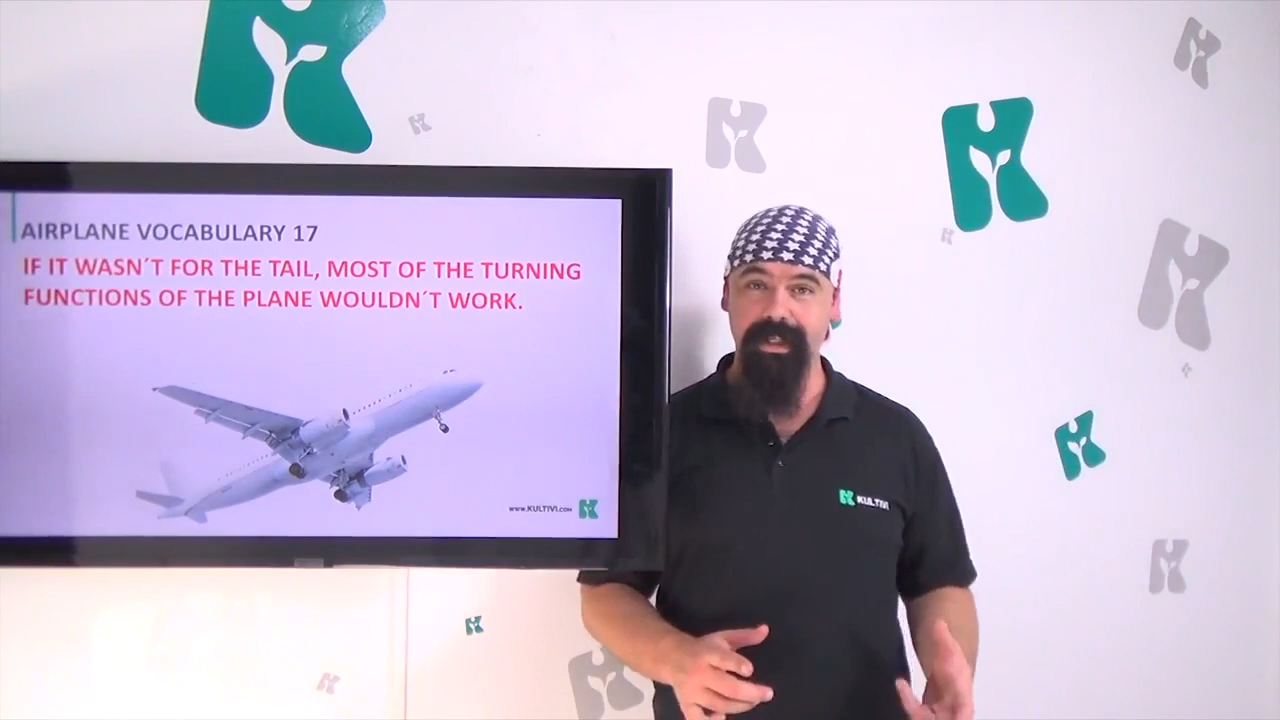 AIRPLANE VOCABULARY 17
IF IT WASN´T FOR THE TAIL, MOST OF THE TURNING
FUNCTIONS OF THE PLANE WOULDN´T WORK.
www.KULTIVI.COM
KULTIVI